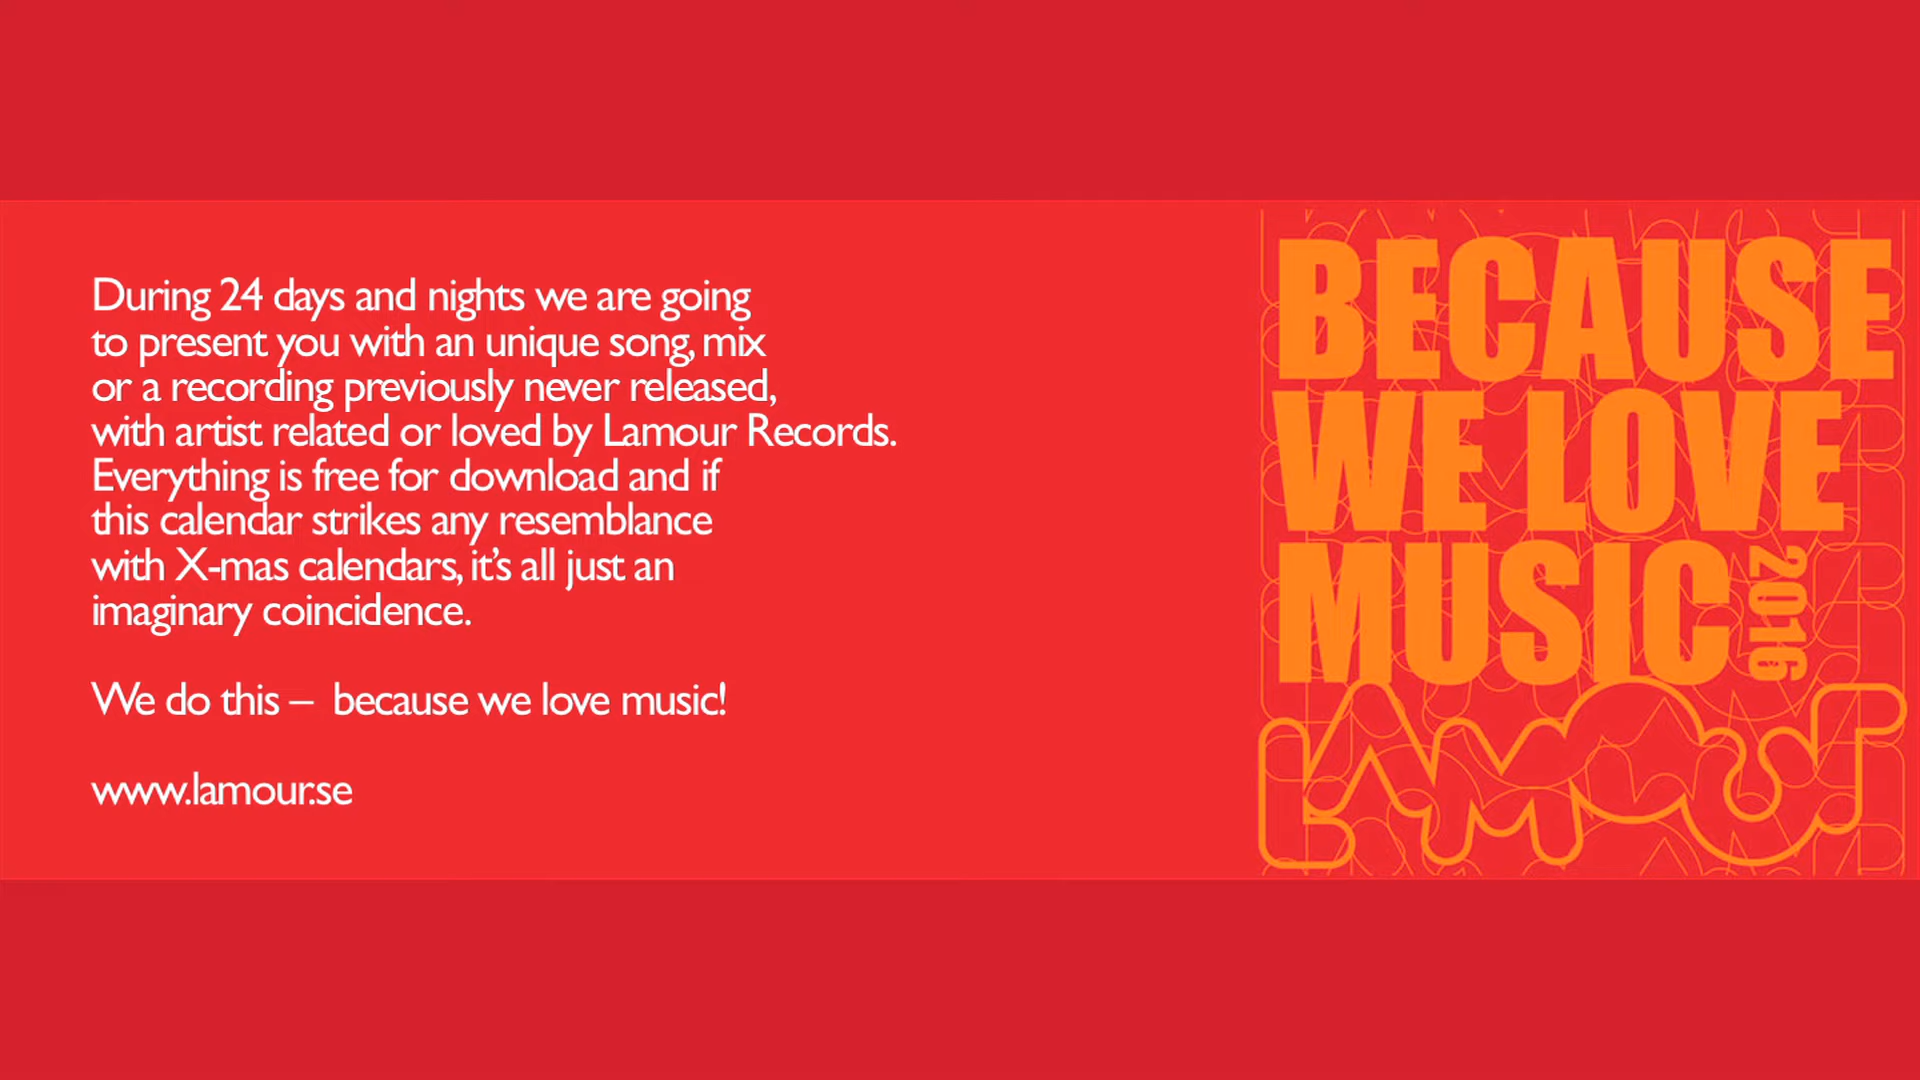 During 24 days and nights we are going
to present you with an unique song, mix
or a recording previously never released,
with artist related or loved by Lamour Records.
Everything is free for download and if
this calendar strikes any resemblance
with X-mas calendars, it’s all just an
imaginary coincidence.
We do this –  because we love music!
www.lamour.se
BECAUSE
WE LOVE
MUSIC
2016
LAMOUR